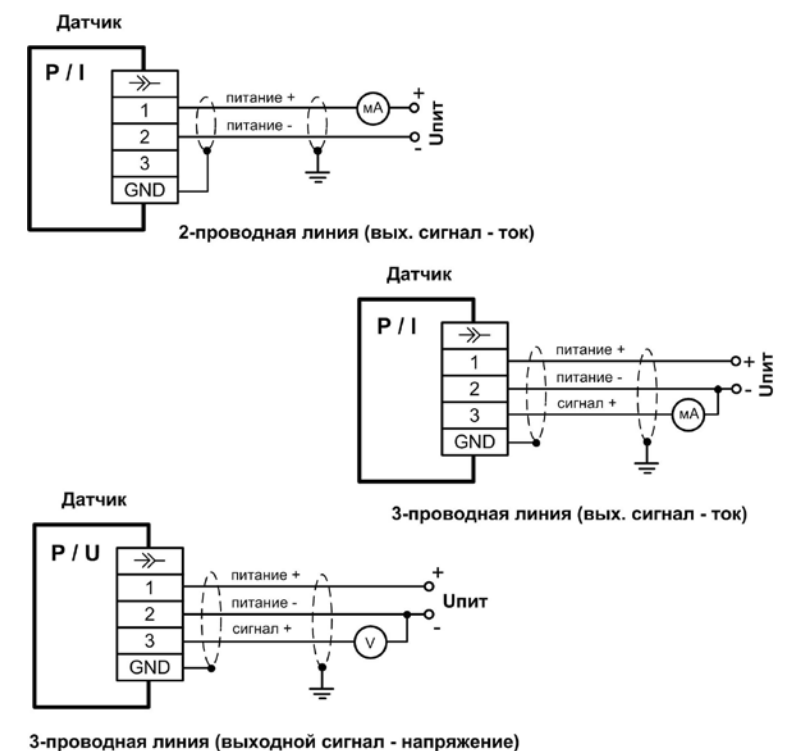 Датчик
P / I
1
2
3
GND
питание +
питание -
мА
+
-
Uпит
2-проводная линия (вых. сигнал - ток)
Датчик
P / I
1
2
3
GND
питание +
питание -
сигнал +
мА
+
-
Uпит
3-проводная линия (вых. сигнал - ток)
Датчик
P / U
1
2
3
GND
питание +
питание -
сигнал +
V
+
-
Uпит
3-проводная линия (выходной сигнал - напряжение)